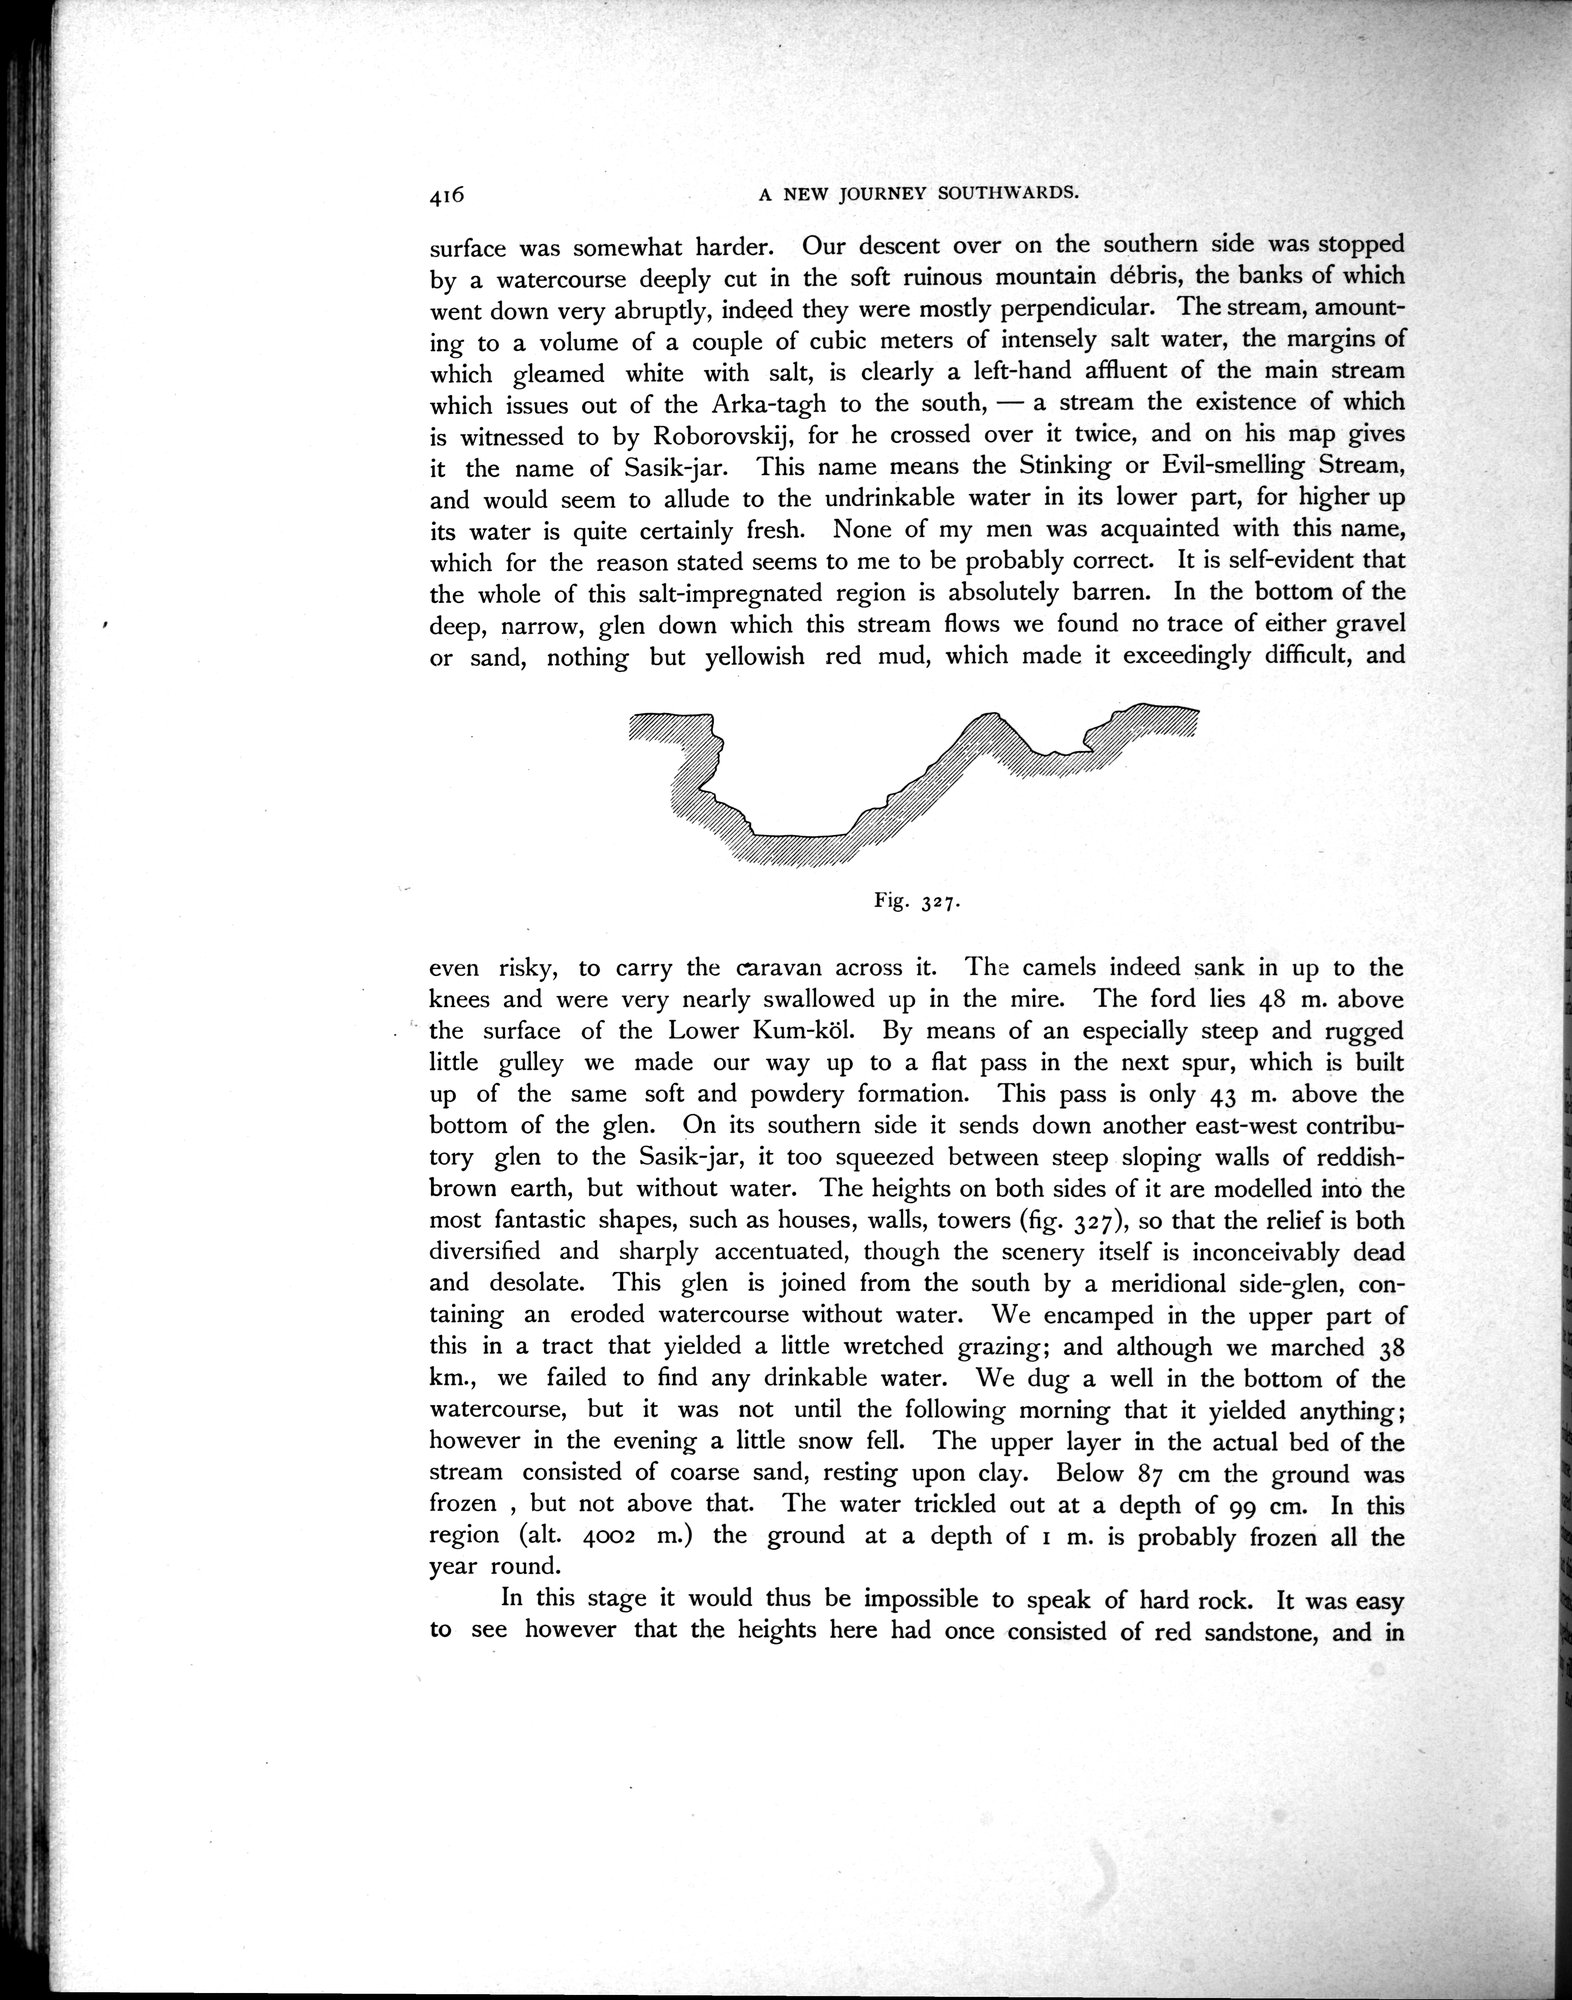 416
A NEW JOURNEY SOUTHWARDS.
surface was somewhat harder. Our descent over on the southern side was stopped
by a watercourse deeply cut in the soft ruinous mountain débris, the banks of which
went down very abruptly, indeed they were mostly perpendicular. The stream, amount-
ing to a volume of a couple of cubic meters of intensely salt water, the margins of
which gleamed white with salt, is clearly a left-hand affluent of the main stream
which issues out of the Arka-tagh to the south, — a stream the existence of which
is witnessed to by Roborovskij, for he crossed over it twice, and on his map gives
it the name of Sasik-jar. This name means the Stinking or Evil-smelling Stream,
and would seem to allude to the undrinkable water in its lower part, for higher up
its water is quite certainly fresh. None of my men was acquainted with this name,
which for the reason stated seems to me to be probably correct. It is self-evident that
the whole of this salt-impregnated region is absolutely barren. In the bottom of the
deep, narrow, glen down which this stream flows we found no trace of either gravel
or sand, nothing but yellowish red mud, which made it exceedingly difficult, and
Fig. 327.
even risky, to carry the caravan across it. The camels indeed sank in up to the
knees and were very nearly swallowed up in the mire. The ford lies 48 m. above
the surface of the Lower Kum-köl. By means of an especially steep and rugged
little gulley we made our way up to a flat pass in the next spur, which is built
up of the same soft and powdery formation. This pass is only 43 m. above the
bottom of the glen. On its southern side it sends down another east-west contribu-
tory glen to the Sasik-jar, it too squeezed between steep sloping walls of reddish-
brown earth, but without water. The heights on both sides of it are modelled into the
most fantastic shapes, such as houses, walls, towers (fig. 327), so that the relief is both
diversified and sharply accentuated, though the scenery itself is inconceivably dead
and desolate. This glen is joined from the south by a meridional side-glen, con-
taining an eroded watercourse without water. We encamped in the upper part of
this in a tract that yielded a little wretched grazing; and although we marched 38
km., we failed to find any drinkable water. We dug a well in the bottom of the
watercourse, but it was not until the following morning that it yielded anything;
however in the evening a little snow fell. The upper layer in the actual bed of the
stream consisted of coarse sand, resting upon clay. Below 87 cm the ground was
frozen , but not above that. The water trickled out at a depth of 99 cm. In this
region (alt. 4002 m.) the ground at a depth of 1 m. is probably frozen all the
year round.
In this stage it would thus be impossible to speak of hard rock. It was easy
to see however that the heights here had once consisted of red sandstone, and in